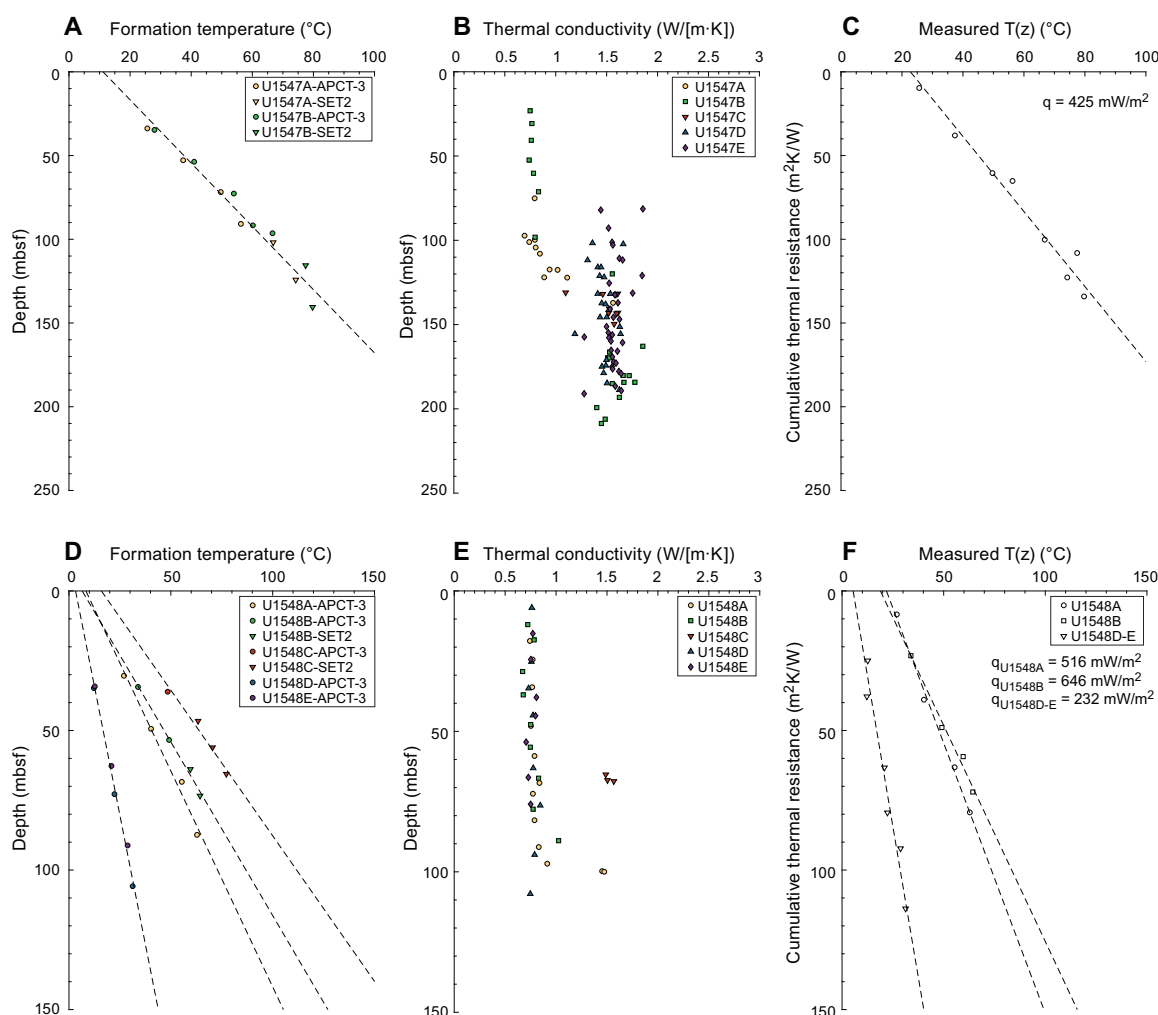 A Formation temperature (°C)
0 20 40 60 80 100
U1547A-APCT-3
U1547A-SET2
U1547B-APCT-3
U1547B-SET2
0
50
100
150
200
250
Depth (mbsf)
B Thermal conductivity (W/[m·K])
0 1 2 3
U1547A
U1547B
U1547C
U1547D
U1547E
0
50
100
150
200
250
Depth (mbsf)
C Measured T(z) (°C)
0 20 40 60 80 100
q = 425 mW/m²
0
50
100
150
200
250
Cumulative thermal resistance (m²K/W)
D Formation temperature (°C)
0 50 100 150
U1548A-APCT-3
U1548B-APCT-3
U1548B-SET2
U1548C-APCT-3
U1548C-SET2
U1548D-APCT-3
U1548E-APCT-3
0
50
100
150
Depth (mbsf)
E Thermal conductivity (W/[m·K])
0 0.5 1 1.5 2 2.5 3
U1548A
U1548B
U1548C
U1548D
U1548E
0
50
100
150
Depth (mbsf)
F Measured T(z) (°C)
0 50 100 150
U1548A
U1548B
U1548D-E
qU1548A = 516 mW/m²
qU1548B = 646 mW/m²
qU1548D-E = 232 mW/m²
0
50
100
150
Cumulative thermal resistance (m²K/W)